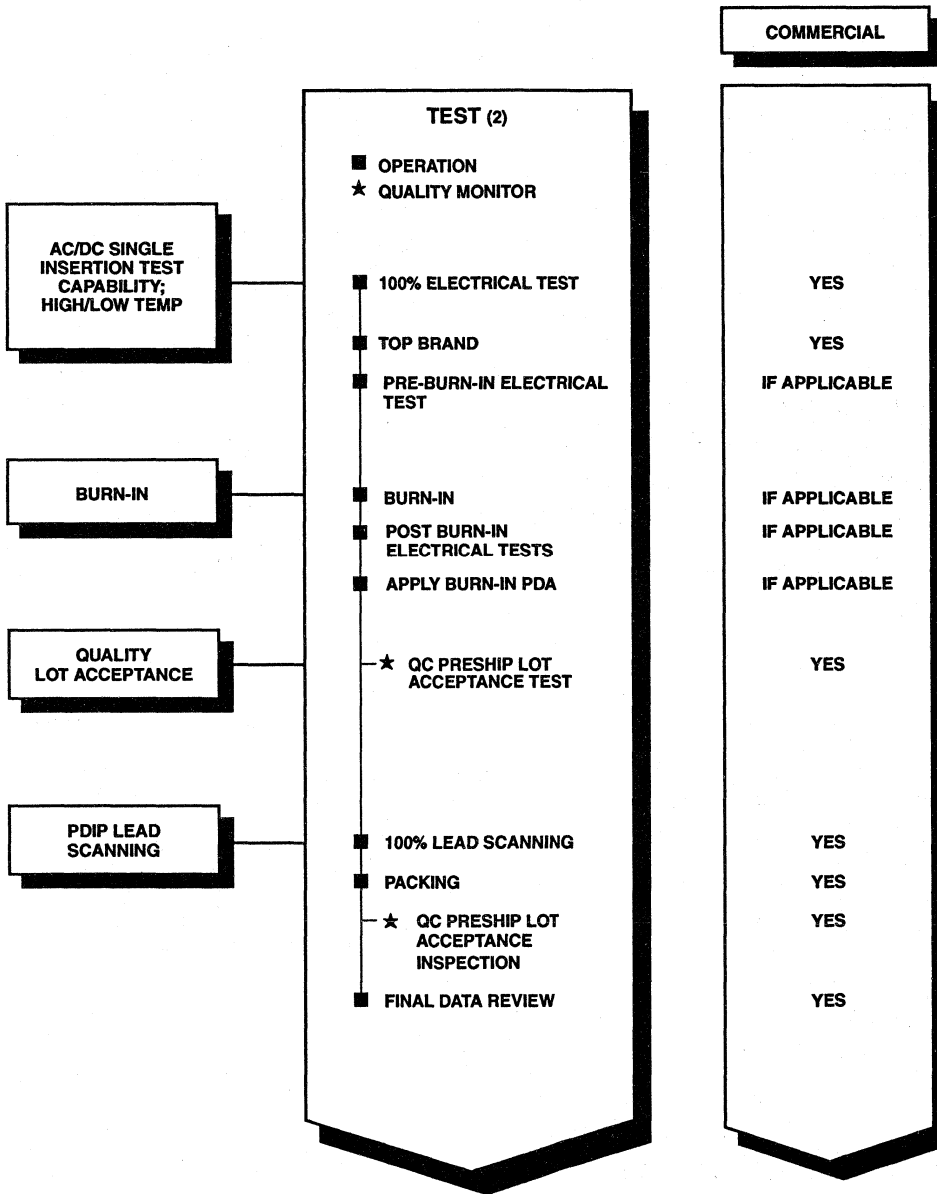 COMMERCIAL
TEST (2)
■ OPERATION
★ QUALITY MONITOR
AC/DC SINGLE
INSERTION TEST
CAPABILITY;
HIGH/LOW TEMP
■ 100% ELECTRICAL TEST
YES
■ TOP BRAND
YES
■ PRE-BURN-IN ELECTRICAL
TEST
IF APPLICABLE
BURN-IN
■ BURN-IN
IF APPLICABLE
■ POST BURN-IN
ELECTRICAL TESTS
IF APPLICABLE
■ APPLY BURN-IN PDA
IF APPLICABLE
QUALITY
LOT ACCEPTANCE
★ QC PRESHIP LOT
ACCEPTANCE TEST
YES
PDIP LEAD
SCANNING
■ 100% LEAD SCANNING
YES
■ PACKING
YES
★ QC PRESHIP LOT
ACCEPTANCE
INSPECTION
YES
■ FINAL DATA REVIEW
YES